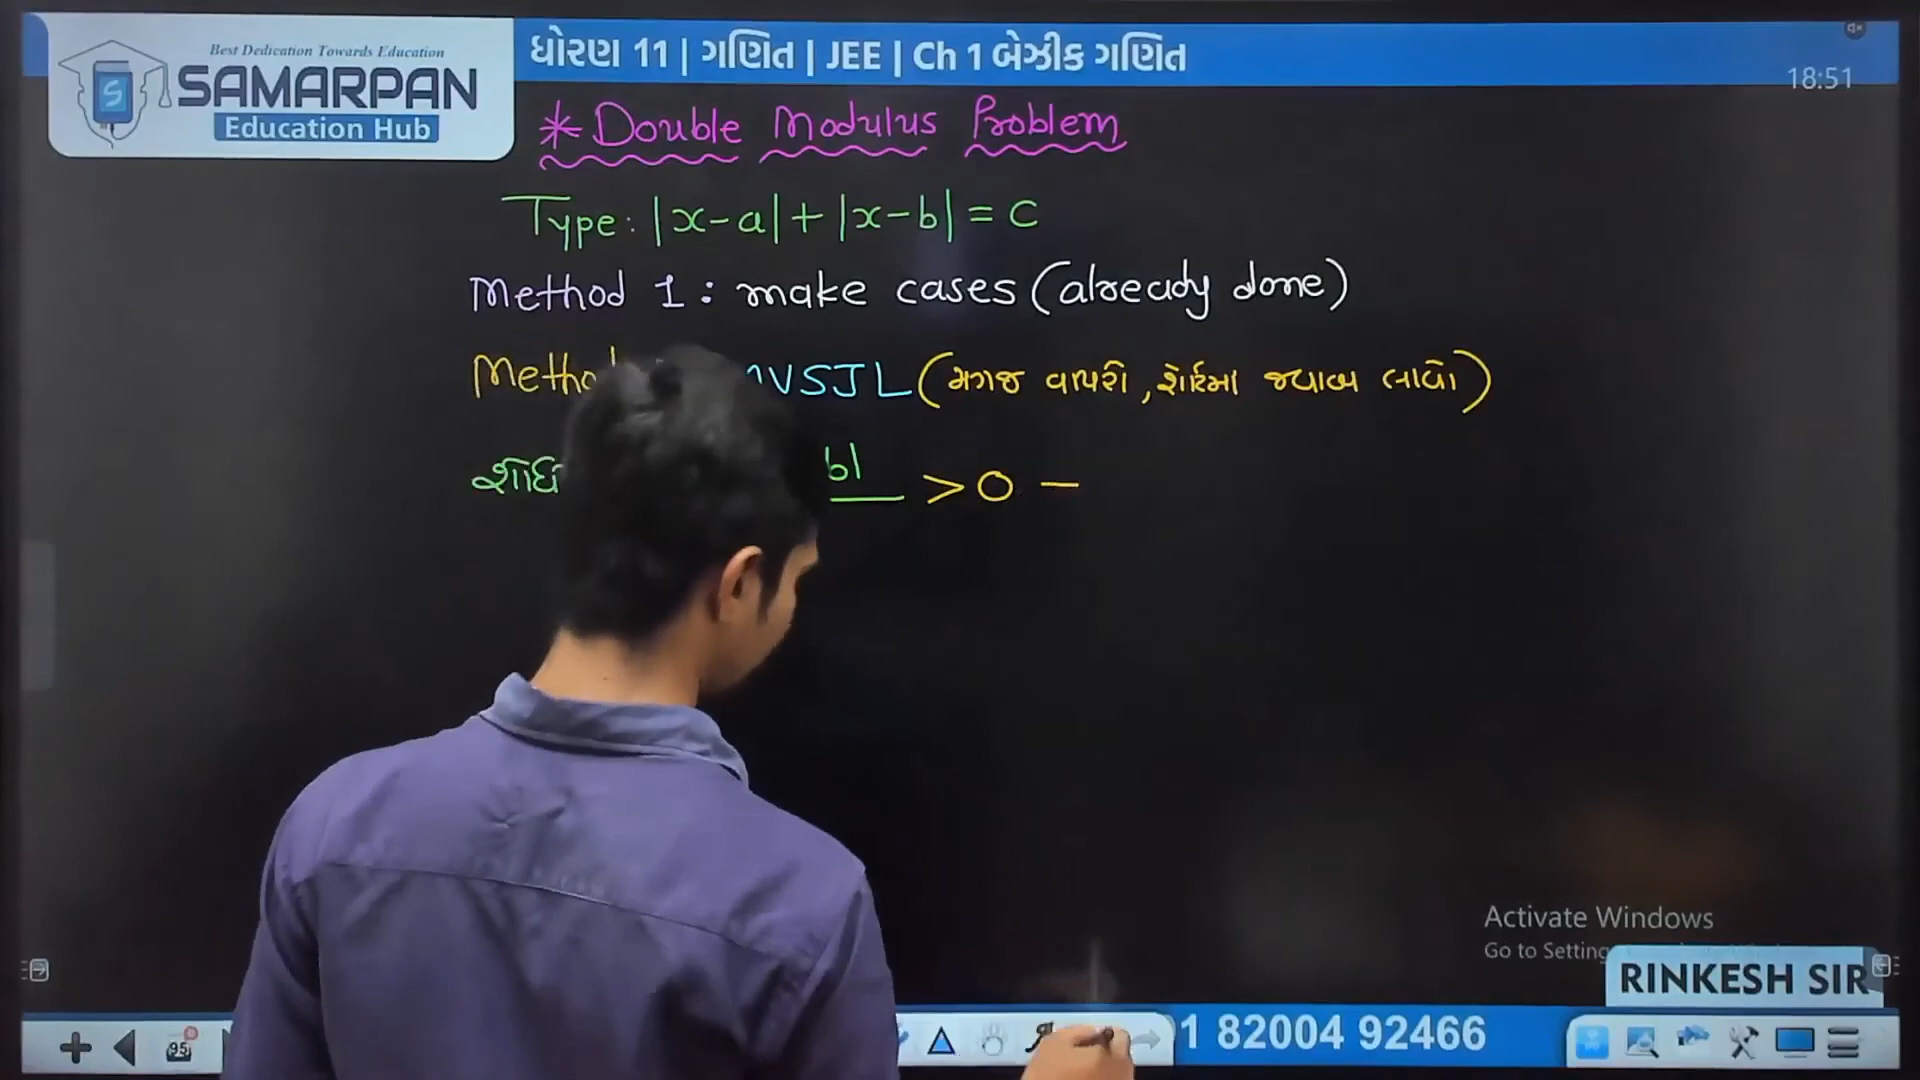 Best Dedication Towards Education
SAMARPAN
Education Hub
ધોરણ 11 | ગણિત | JEE | Ch 1 બેઝીક ગણિત
18:51
* Double Modulus Problem
Type: |x-a|+|x-b|=c
Method 1: make cases (already done)
Metho VSJL (મગજ વાપરી, શોર્ટમા જવાબ લાવો)
શોધ b| > 0 -
Activate Windows
Go to Setting
RINKESH SIR
95
1 82004 92466